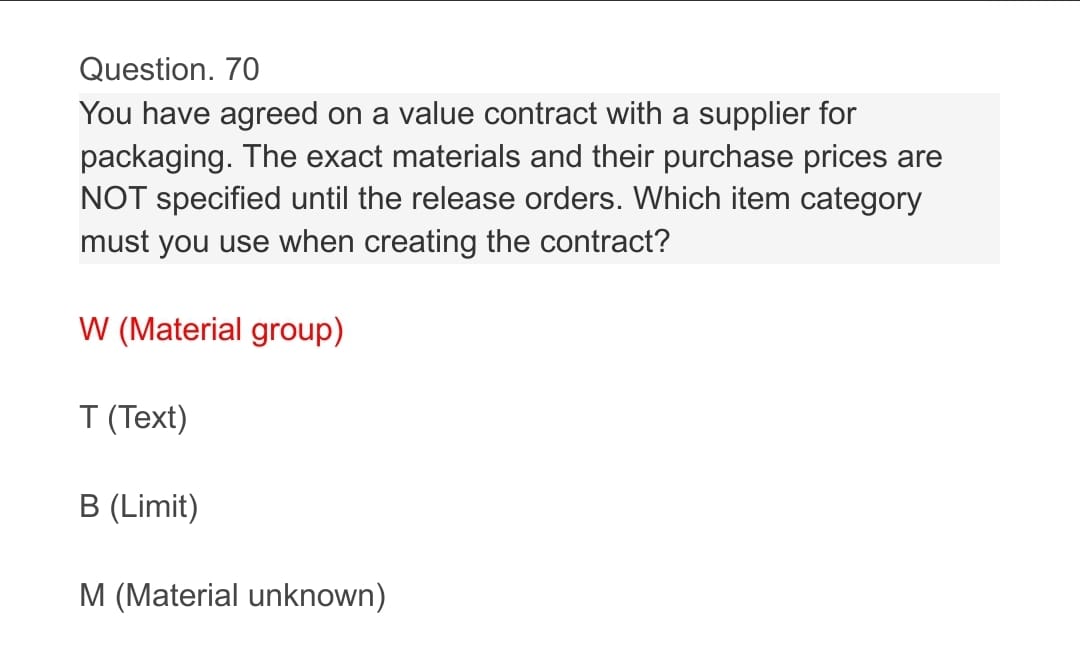 Question. 70
You have agreed on a value contract with a supplier for
packaging. The exact materials and their purchase prices are
NOT specified until the release orders. Which item category
must you use when creating the contract?
W (Material group)
T (Text)
B (Limit)
M (Material unknown)